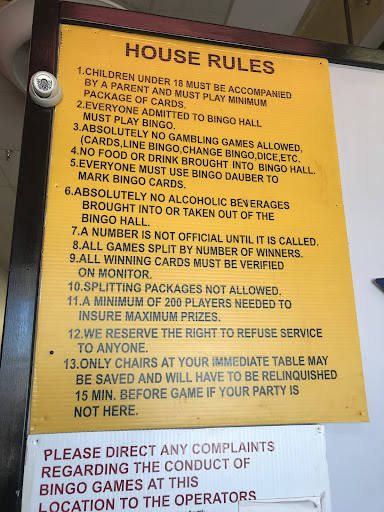 HOUSE RULES
1.CHILDREN UNDER 18 MUST BE ACCOMPANIED
BY A PARENT AND MUST PLAY MINIMUM
PACKAGE OF CARDS.
2.EVERYONE ADMITTED TO BINGO HALL
MUST PLAY BINGO.
3.ABSOLUTELY NO GAMBLING GAMES ALLOWED,
(CARDS,LINE BINGO,CHANGE BINGO,DICE,ETC.
4.NO FOOD OR DRINK BROUGHT INTO BINGO HALL.
5.EVERYONE MUST USE BINGO DAUBER TO
MARK BINGO CARDS.
6.ABSOLUTELY NO ALCOHOLIC BEVERAGES
BROUGHT INTO OR TAKEN OUT OF THE
BINGO HALL.
7.A NUMBER IS NOT OFFICIAL UNTIL IT IS CALLED.
8.ALL GAMES SPLIT BY NUMBER OF WINNERS.
9.ALL WINNING CARDS MUST BE VERIFIED
ON MONITOR.
10.SPLITTING PACKAGES NOT ALLOWED.
11.A MINIMUM OF 200 PLAYERS NEEDED TO
INSURE MAXIMUM PRIZES.
12.WE RESERVE THE RIGHT TO REFUSE SERVICE
TO ANYONE.
13.ONLY CHAIRS AT YOUR IMMEDIATE TABLE MAY
BE SAVED AND WILL HAVE TO BE RELINQUISHED
15 MIN. BEFORE GAME IF YOUR PARTY IS
NOT HERE.
PLEASE DIRECT ANY COMPLAINTS
REGARDING THE CONDUCT OF
BINGO GAMES AT THIS
LOCATION TO THE OPERATORS